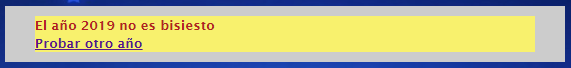 El año 2019 no es bisiesto
Probar otro año